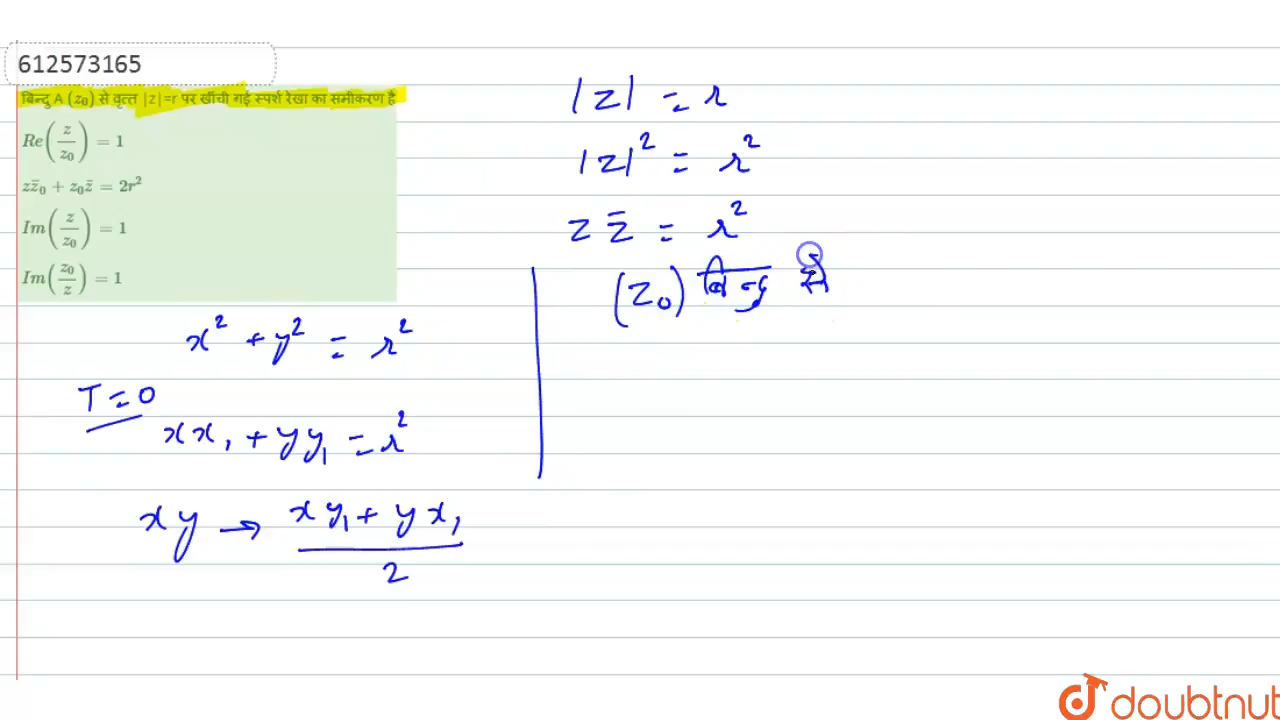 612573165
बिन्दु A (z₀) से वृत्त |z|=r पर खींची गई स्पर्श रेखा का समीकरण है
Re(z/z₀) = 1
zz̄₀ + z₀z̄ = 2r²
Im(z/z₀) = 1
Im(z₀/z) = 1
x² + y² = r²
T = 0
xx₁ + yy₁ = r²
xy → (xy₁ + yx₁)/2
|z| = r
|z|² = r²
z z̄ = r²
(z₀) बिन्दु से
doubtnut